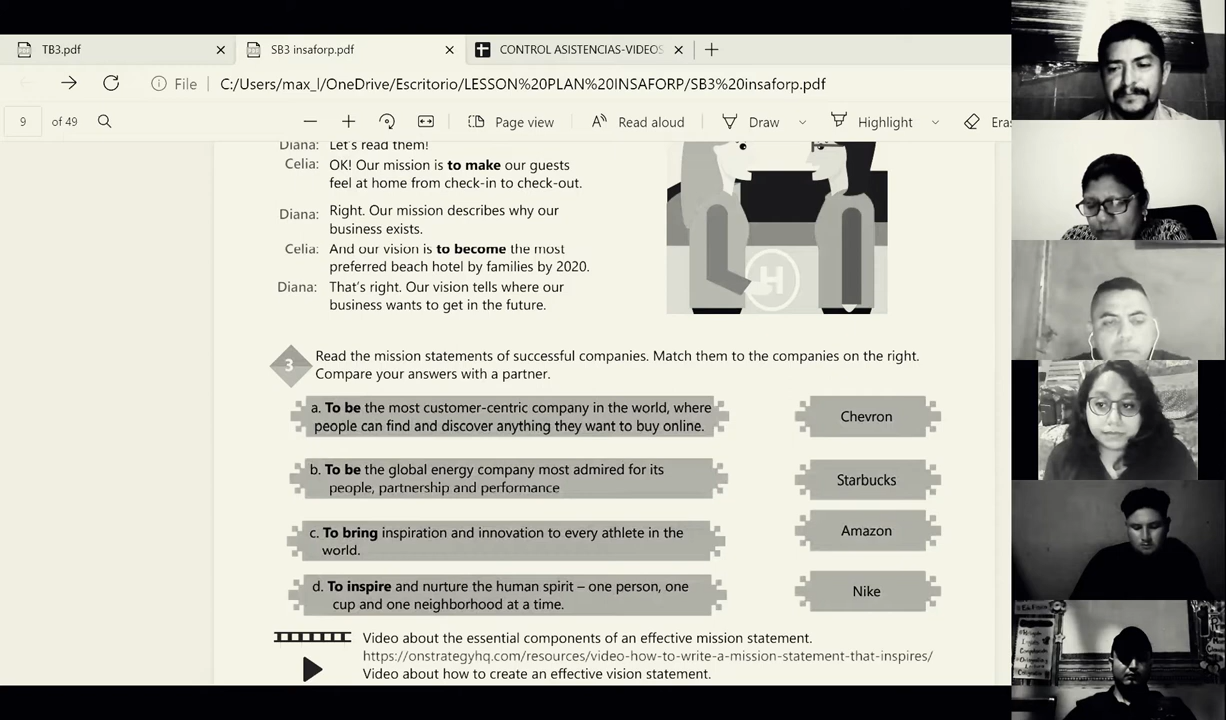 TB3.pdf
SB3 insaforp.pdf
CONTROL ASISTENCIAS-VIDEOS
File
C:/Users/max_l/OneDrive/Escritorio/LESSON%20PLAN%20INSAFORP/SB3%20insaforp.pdf
9 of 49
Page view
Read aloud
Draw
Highlight
Eras
Diana: Let's read them!
Celia: OK! Our mission is to make our guests
feel at home from check-in to check-out.
Diana: Right. Our mission describes why our
business exists.
Celia: And our vision is to become the most
preferred beach hotel by families by 2020.
Diana: That's right. Our vision tells where our
business wants to get in the future.
H
3
Read the mission statements of successful companies. Match them to the companies on the right.
Compare your answers with a partner.
a. To be the most customer-centric company in the world, where
people can find and discover anything they want to buy online.
Chevron
b. To be the global energy company most admired for its
people, partnership and performance
Starbucks
c. To bring inspiration and innovation to every athlete in the
world.
Amazon
d. To inspire and nurture the human spirit – one person, one
cup and one neighborhood at a time.
Nike
Video about the essential components of an effective mission statement.
https://onstrategyhq.com/resources/video-how-to-write-a-mission-statement-that-inspires/
Video about how to create an effective vision statement.